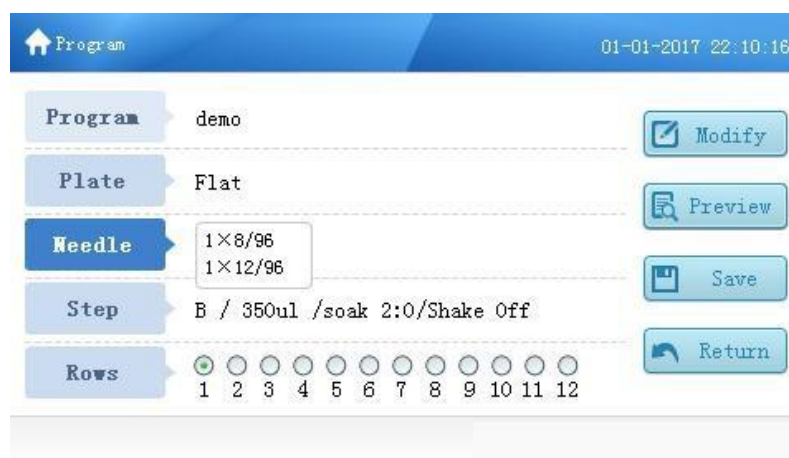 Program
01-01-2017 22:10:16
Program demo
Modify
Plate Flat
Preview
Needle 1×8/96
1×12/96
Save
Step B / 350ul /soak 2:0/Shake Off
Return
Rows
1 2 3 4 5 6 7 8 9 10 11 12